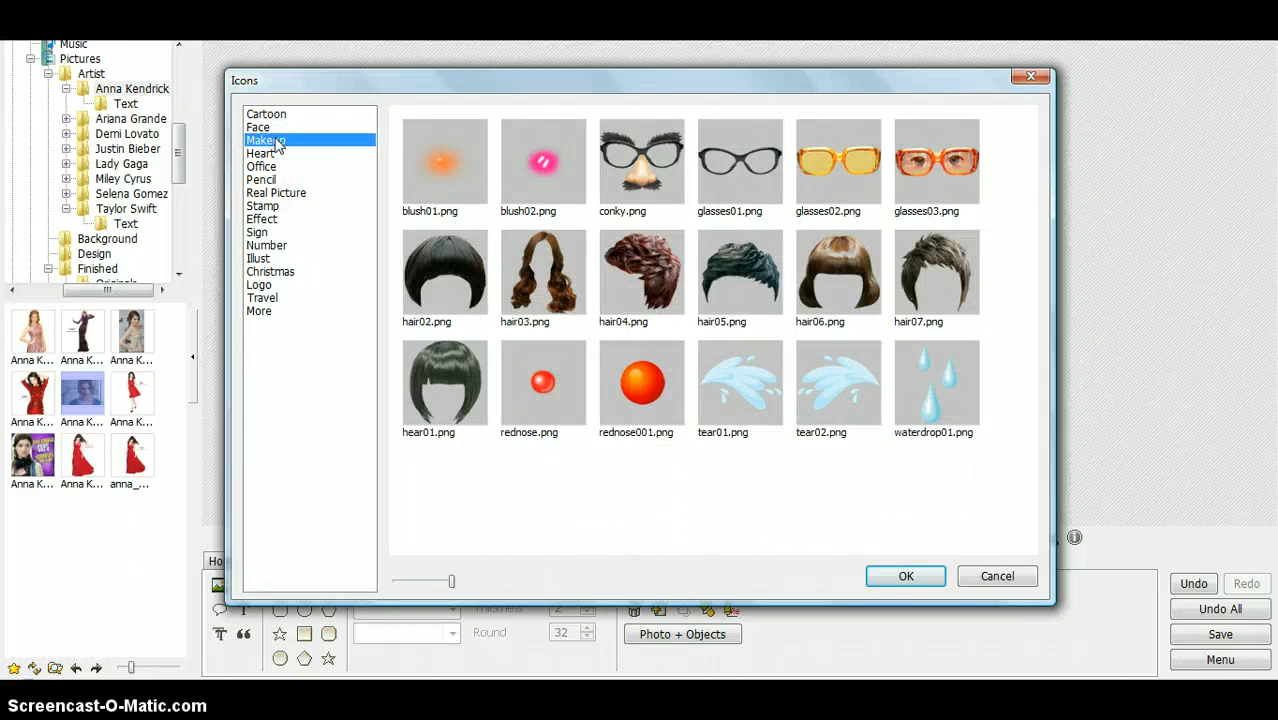 Music
Pictures
Artist
Anna Kendrick
Text
Ariana Grande
Demi Lovato
Justin Bieber
Lady Gaga
Miley Cyrus
Selena Gomez
Taylor Swift
Text
Background
Design
Finished
Anna K... Anna K... Anna K...
Anna K... Anna K... Anna K...
Anna K... Anna K... anna_...
Icons
Cartoon
Face
Heart
Office
Pencil
Real Picture
Stamp
Effect
Sign
Number
Illust
Christmas
Logo
Travel
More
blush01.png blush02.png conky.png glasses01.png glasses02.png glasses03.png
hair02.png hair03.png hair04.png hair05.png hair06.png hair07.png
hear01.png rednose.png rednose001.png tear01.png tear02.png waterdrop01.png
OK Cancel
Ho
Thickness 2
Round 32
Photo + Objects
Undo Redo
Undo All
Save
Menu
Screencast-O-Matic.com